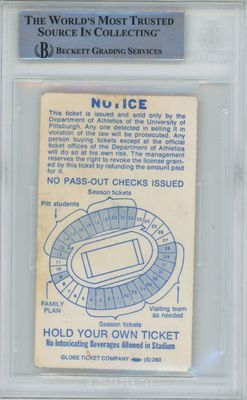 THE WORLD'S MOST TRUSTED
SOURCE IN COLLECTING™
BECKETT GRADING SERVICES
NOTICE
This ticket is issued and sold only by the
Department of Athletics of the University of
Pittsburgh. Any one detected in selling it in
violation of the law will be prosecuted. Any
person buying tickets except at the official
ticket offices of the Department of Athletics
will do so at his own risk. The management
reserves the right to revoke the license grant-
ed by this ticket by refunding the amount paid
for it.
NO PASS-OUT CHECKS ISSUED
Season tickets
Pitt students
FAMILY
PLAN
Visiting team
as needed
Season tickets
HOLD YOUR OWN TICKET
No Intoxicating Beverages Allowed in Stadium
GLOBE TICKET COMPANY (S) 260